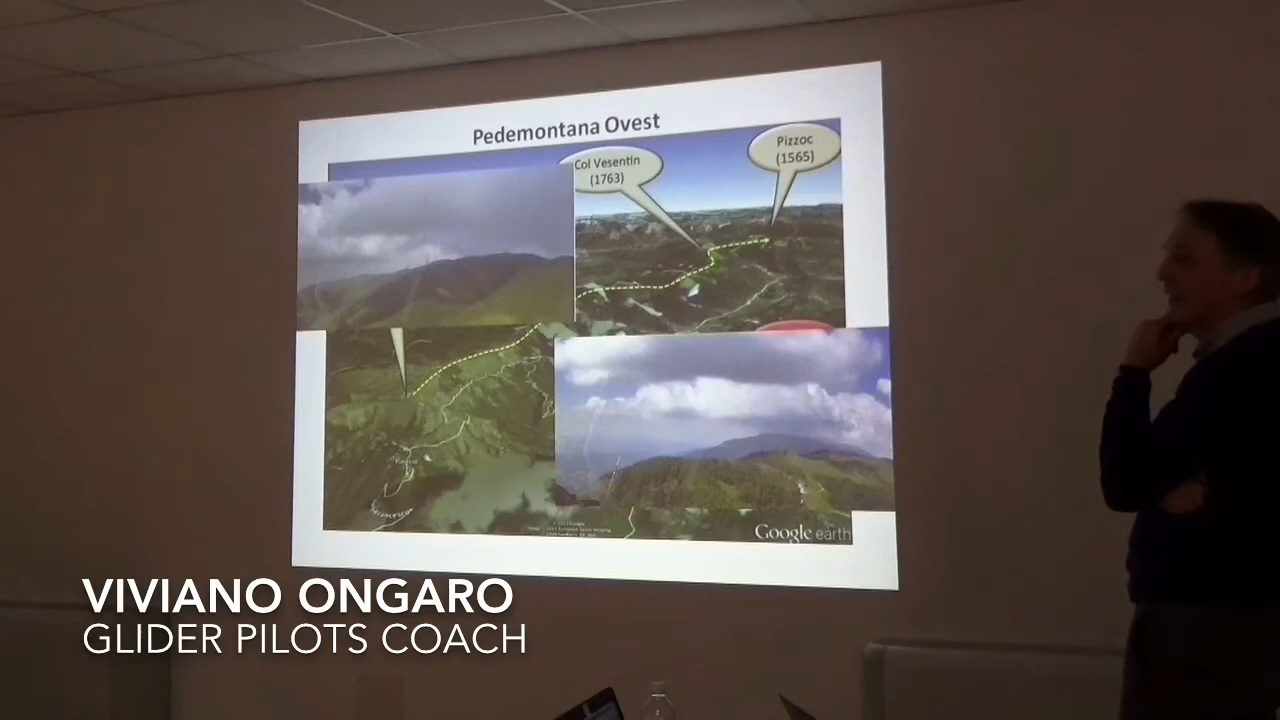 Pedemontana Ovest
Col Vesentin
(1763)
Pizzoc
(1565)
Google earth
VIVIANO ONGARO
GLIDER PILOTS COACH